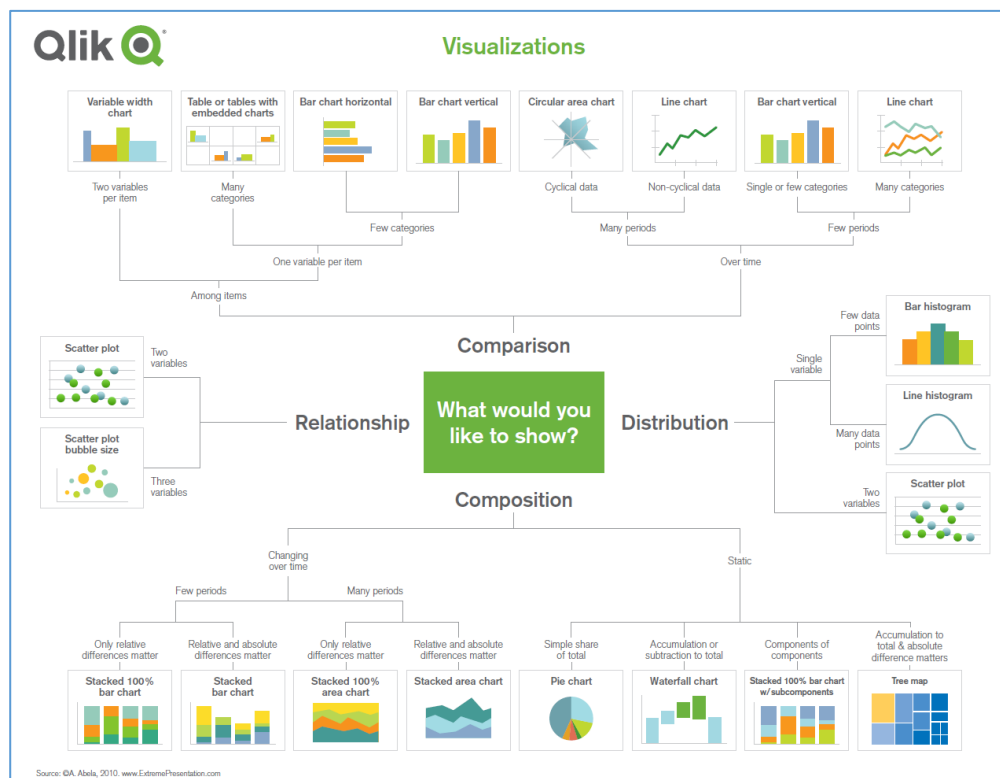 Qlik
Visualizations
Variable width
chart
Table or tables with
embedded charts
Bar chart horizontal
Bar chart vertical
Circular area chart
Line chart
Bar chart vertical
Line chart
Two variables
per item
Many
categories
Cyclical data
Non-cyclical data
Single or few categories
Many categories
Few categories
Many periods
Few periods
One variable per item
Over time
Among items
Comparison
Scatter plot
Two
variables
Scatter plot
bubble size
Three
variables
Relationship
What would you
like to show?
Distribution
Single
variable
Few data
points
Bar histogram
Many data
points
Line histogram
Two
variables
Scatter plot
Composition
Changing
over time
Static
Few periods
Many periods
Only relative
differences matter
Relative and absolute
differences matter
Only relative
differences matter
Relative and absolute
differences matter
Simple share
of total
Accumulation or
subtraction to total
Components of
components
Accumulation to
total & absolute
difference matters
Stacked 100%
bar chart
Stacked
bar chart
Stacked 100%
area chart
Stacked area chart
Pie chart
Waterfall chart
Stacked 100% bar chart
w/ subcomponents
Tree map
Source: ©A. Abela, 2010. www.ExtremePresentation.com